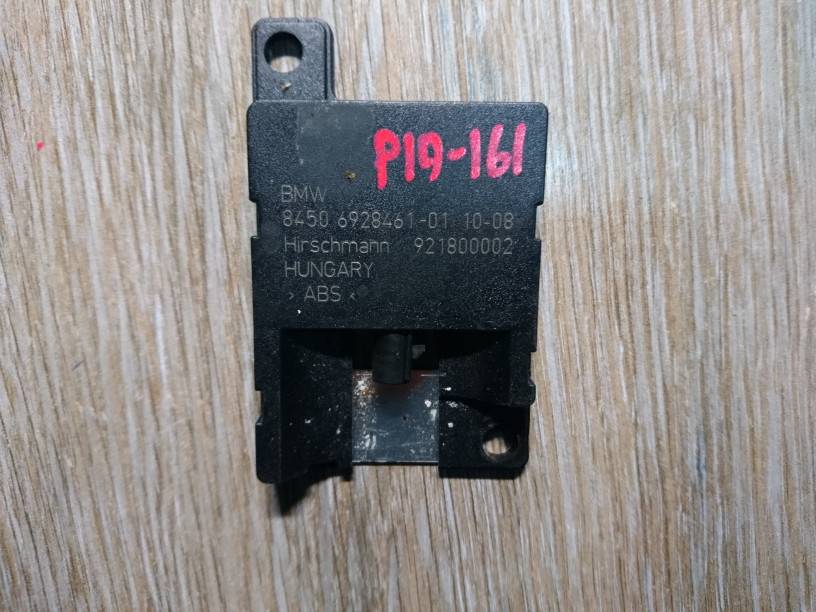 P19-161
BMW
8450 6928461-01 10-08
Hirschmann 921800002
HUNGARY
> ABS <